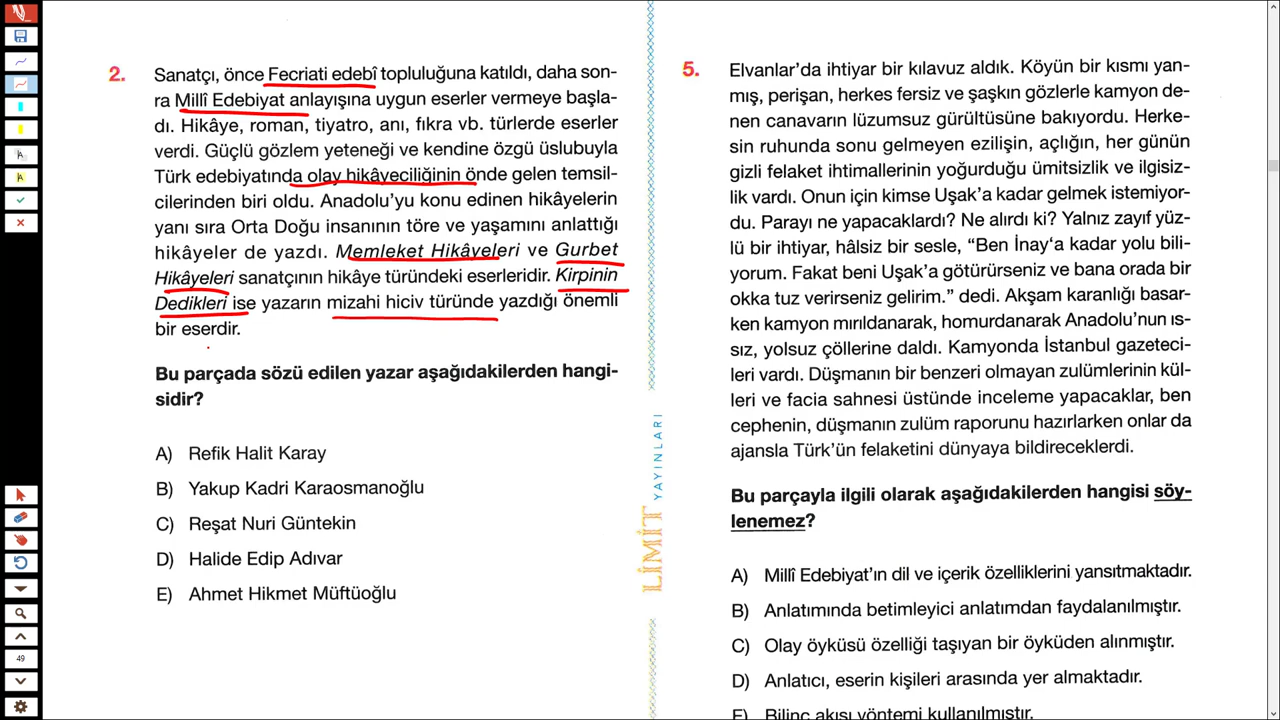 2.
Sanatçı, önce Fecriati edebî topluluğuna katıldı, daha son-
ra Millî Edebiyat anlayışına uygun eserler vermeye başla-
dı. Hikâye, roman, tiyatro, anı, fıkra vb. türlerde eserler
verdi. Güçlü gözlem yeteneği ve kendine özgü üslubuyla
Türk edebiyatında olay hikâyeciliğinin önde gelen temsil-
cilerinden biri oldu. Anadolu'yu konu edinen hikâyelerin
yanı sıra Orta Doğu insanının töre ve yaşamını anlattığı
hikâyeler de yazdı. Memleket Hikâyeleri ve Gurbet
Hikâyeleri sanatçının hikâye türündeki eserleridir. Kirpinin
Dedikleri ise yazarın mizahi hiciv türünde yazdığı önemli
bir eserdir.
Bu parçada sözü edilen yazar aşağıdakilerden hangi-
sidir?
A) Refik Halit Karay
B) Yakup Kadri Karaosmanoğlu
C) Reşat Nuri Güntekin
D) Halide Edip Adıvar
E) Ahmet Hikmet Müftüoğlu
LİMİT YAYINLARI
5.
Elvanlar'da ihtiyar bir kılavuz aldık. Köyün bir kısmı yan-
mış, perişan, herkes fersiz ve şaşkın gözlerle kamyon de-
nen canavarın lüzumsuz gürültüsüne bakıyordu. Herke-
sin ruhunda sonu gelmeyen ezilişin, açlığın, her günün
gizli felaket ihtimallerinin yoğurduğu ümitsizlik ve ilgisiz-
lik vardı. Onun için kimse Uşak'a kadar gelmek istemiyor-
du. Parayı ne yapacaklardı? Ne alırdı ki? Yalnız zayıf yüz-
lü bir ihtiyar, hâlsiz bir sesle, “Ben İnay'a kadar yolu bili-
yorum. Fakat beni Uşak'a götürürseniz ve bana orada bir
okka tuz verirseniz gelirim.” dedi. Akşam karanlığı basar-
ken kamyon mırıldanarak, homurdanarak Anadolu'nun ıs-
sız, yolsuz çöllerine daldı. Kamyonda İstanbul gazeteci-
leri vardı. Düşmanın bir benzeri olmayan zulümlerinin kül-
leri ve facia sahnesi üstünde inceleme yapacaklar, ben
cephenin, düşmanın zulüm raporunu hazırlarken onlar da
ajansla Türk'ün felaketini dünyaya bildireceklerdi.
Bu parçayla ilgili olarak aşağıdakilerden hangisi söy-
lenemez?
A) Millî Edebiyat'ın dil ve içerik özelliklerini yansıtmaktadır.
B) Anlatımında betimleyici anlatımdan faydalanılmıştır.
C) Olay öyküsü özelliği taşıyan bir öyküden alınmıştır.
D) Anlatıcı, eserin kişileri arasında yer almaktadır.
E) Bilinç akışı yöntemi kullanılmıştır.
49